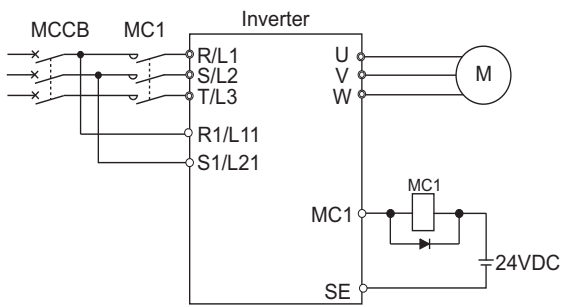 Inverter
MCCB
MC1
R/L1
S/L2
T/L3
R1/L11
S1/L21
U
V
W
M
MC1
MC1
24VDC
SE